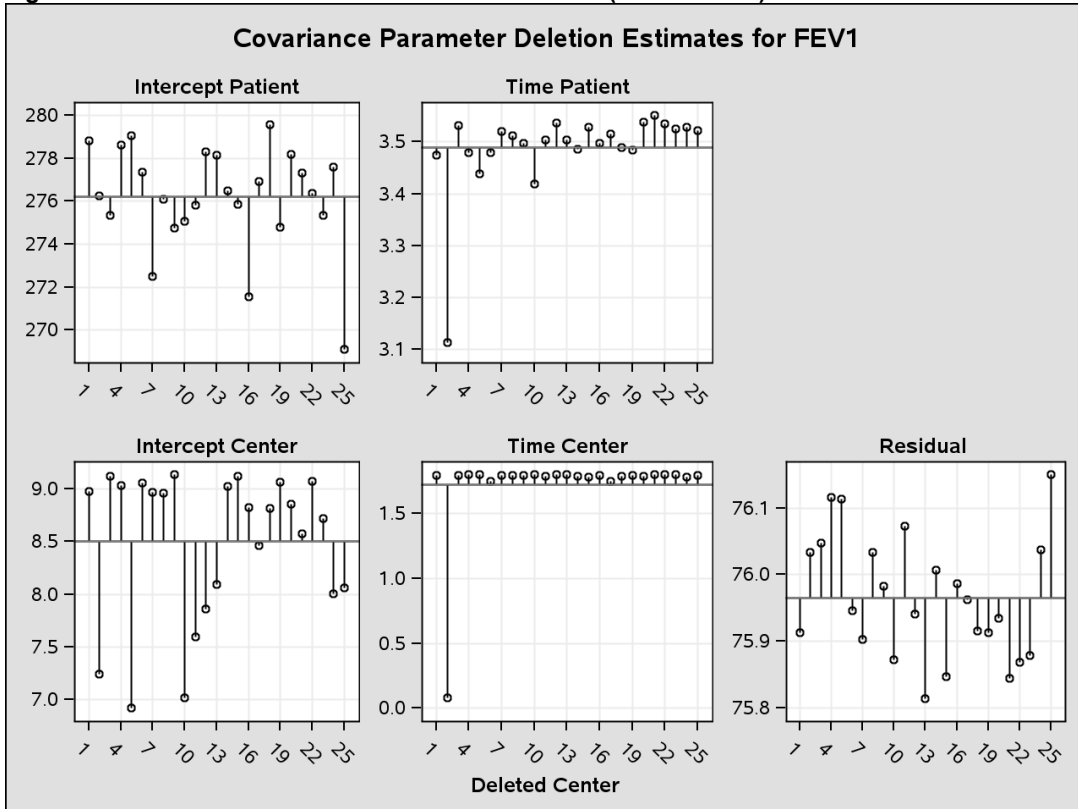 Covariance Parameter Deletion Estimates for FEV1
Intercept Patient
280
278
276
274
272
270
1 4 7 10 13 16 19 22 25
Time Patient
3.5
3.4
3.3
3.2
3.1
1 4 7 10 13 16 19 22 25
Intercept Center
9.0
8.5
8.0
7.5
7.0
1 4 7 10 13 16 19 22 25
Time Center
1.5
1.0
0.5
0.0
1 4 7 10 13 16 19 22 25
Residual
76.1
76.0
75.9
75.8
1 4 7 10 13 16 19 22 25
Deleted Center